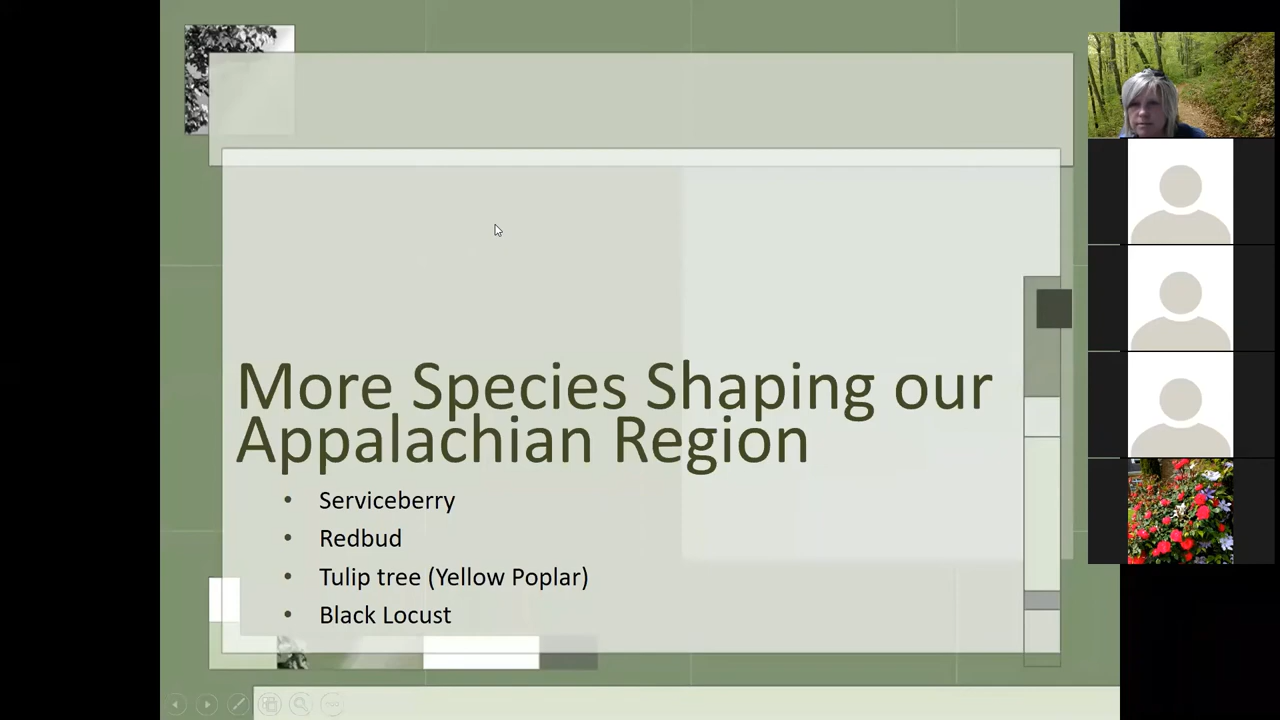 More Species Shaping our
Appalachian Region
• Serviceberry
• Redbud
• Tulip tree (Yellow Poplar)
• Black Locust